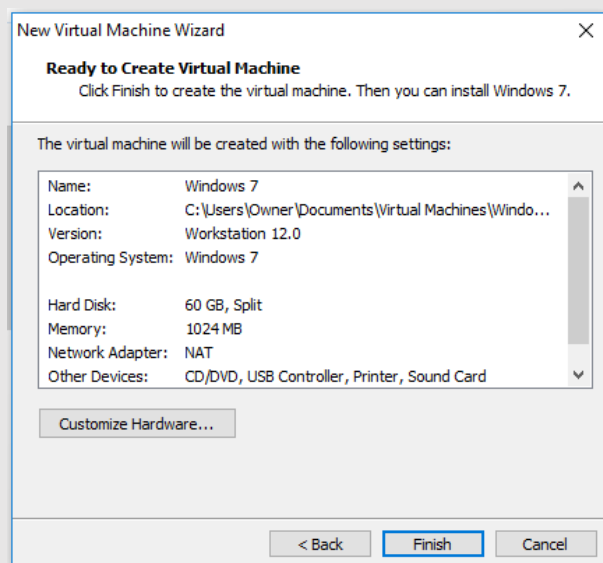 New Virtual Machine Wizard
Ready to Create Virtual Machine
Click Finish to create the virtual machine. Then you can install Windows 7.
The virtual machine will be created with the following settings:
Name: Windows 7
Location: C:\Users\Owner\Documents\Virtual Machines\Windo...
Version: Workstation 12.0
Operating System: Windows 7
Hard Disk: 60 GB, Split
Memory: 1024 MB
Network Adapter: NAT
Other Devices: CD/DVD, USB Controller, Printer, Sound Card
Customize Hardware...
< Back Finish Cancel